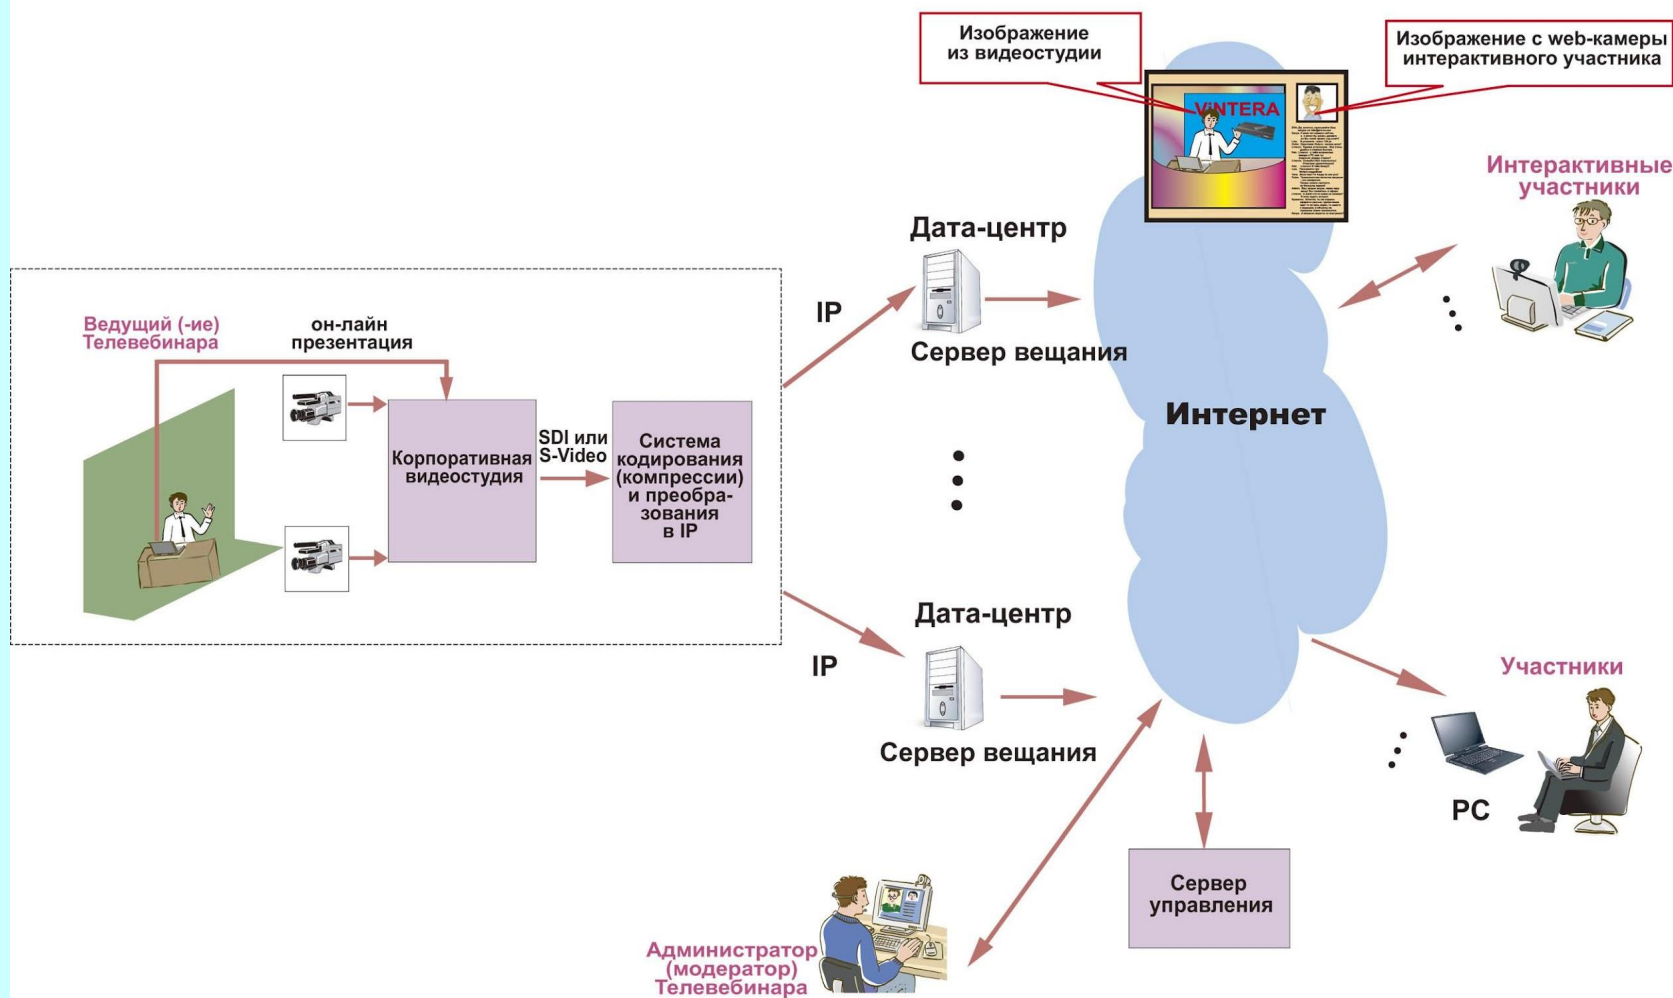 Изображение
из видеостудии
Изображение с web-камеры
интерактивного участника
ViNTERA
Интерактивные
участники
Дата-центр
IP
Сервер вещания
Ведущий (-ие)
Телевебинара
он-лайн
презентация
Корпоративная
видеостудия
SDI или
S-Video
Система
кодирования
(компрессии)
и преобра-
зования
в IP
Интернет
Дата-центр
IP
Сервер вещания
Участники
PC
Сервер
управления
Администратор
(модератор)
Телевебинара